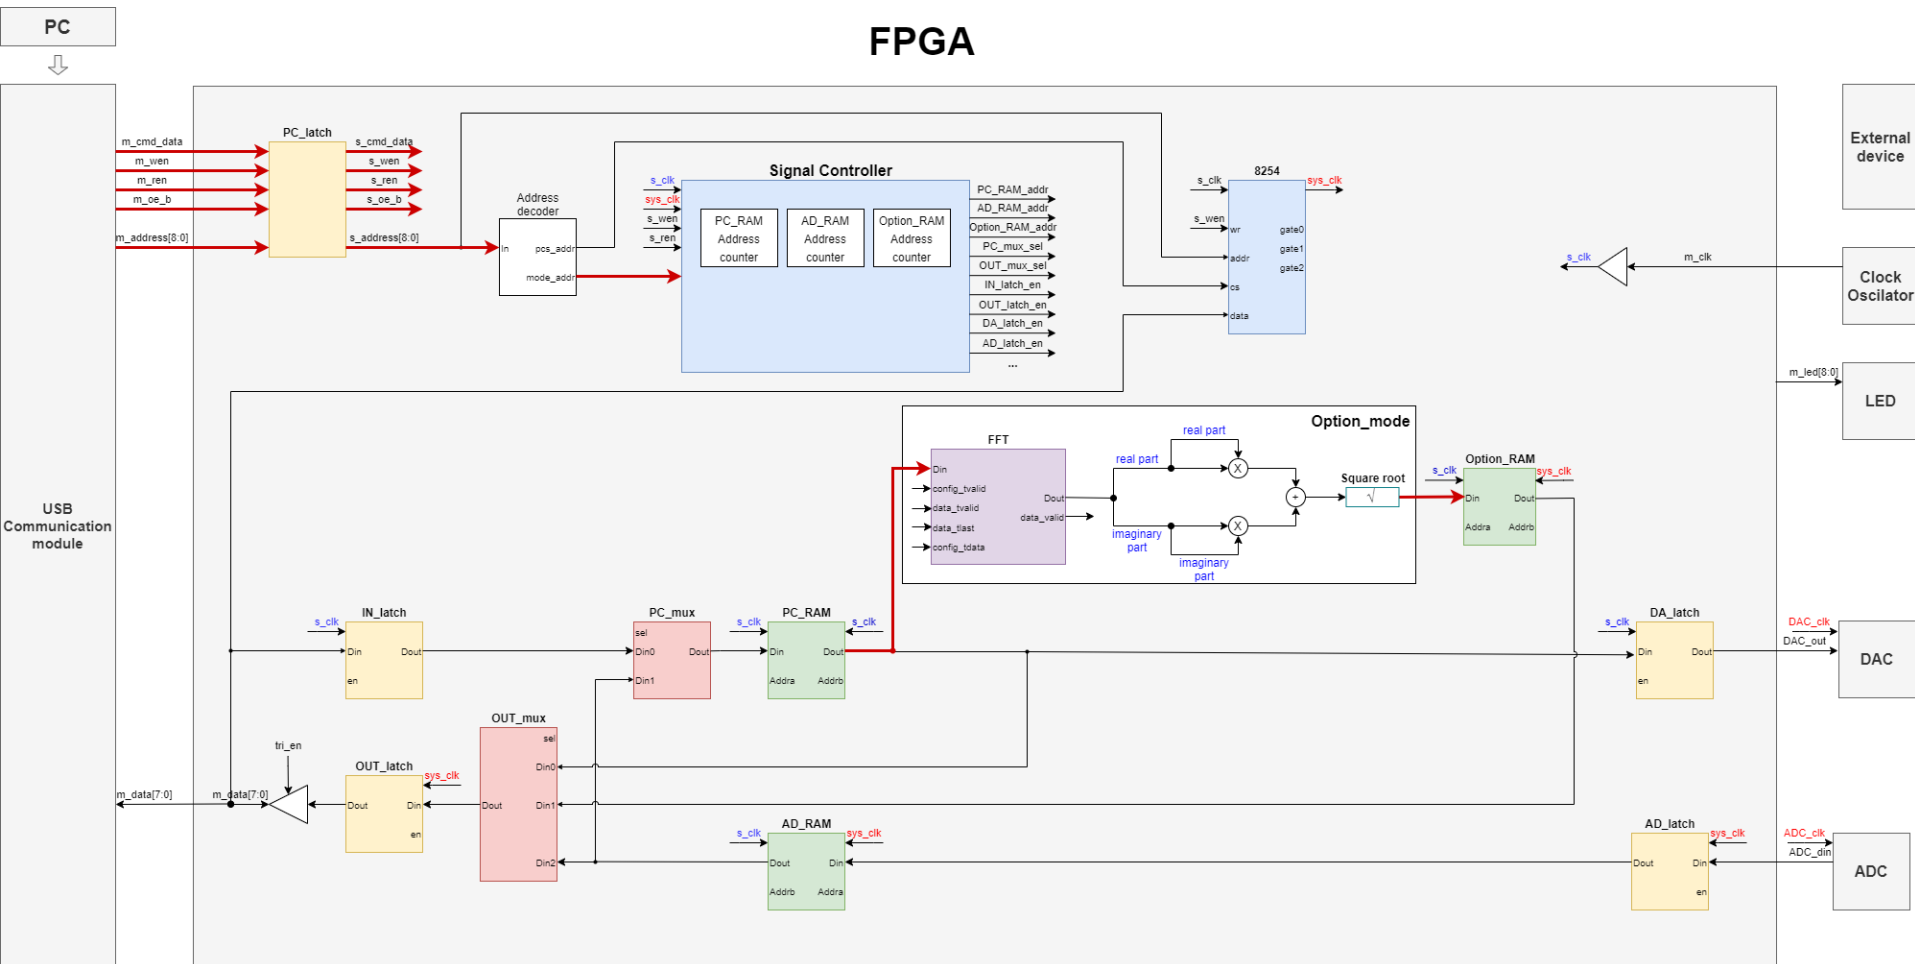 PC
FPGA
USB
Communication
module
m_cmd_data
m_wen
m_ren
m_oe_b
m_address[8:0]
PC_latch
s_cmd_data
s_wen
s_ren
s_oe_b
s_address[8:0]
Address
decoder
In
pcs_addr
mode_addr
Signal Controller
s_clk
sys_clk
s_wen
s_ren
PC_RAM
Address
counter
AD_RAM
Address
counter
Option_RAM
Address
counter
PC_RAM_addr
AD_RAM_addr
Option_RAM_addr
PC_mux_sel
OUT_mux_sel
IN_latch_en
OUT_latch_en
DA_latch_en
AD_latch_en
...
8254
s_clk
s_wen
sys_clk
wr
addr
cs
data
gate0
gate1
gate2
s_clk
m_clk
External
device
Clock
Oscilator
m_led[8:0]
LED
Option_mode
FFT
Din
config_tvalid
data_tvalid
data_tlast
config_tdata
Dout
data_valid
real part
real part
imaginary
part
imaginary
part
X
X
+
Square root
√
Option_RAM
s_clk
sys_clk
Din
Dout
Addra
Addrb
IN_latch
s_clk
Din
Dout
en
PC_mux
sel
Din0
Dout
Din1
PC_RAM
s_clk
s_clk
Din
Dout
Addra
Addrb
DA_latch
s_clk
Din
Dout
en
DAC_clk
DAC_out
DAC
OUT_mux
sel
Din0
Dout
Din1
Din2
tri_en
OUT_latch
sys_clk
Dout
Din
en
m_data[7:0]
m_data[7:0]
AD_RAM
s_clk
sys_clk
Dout
Din
Addrb
Addra
AD_latch
sys_clk
Dout
Din
en
ADC_clk
ADC_din
ADC